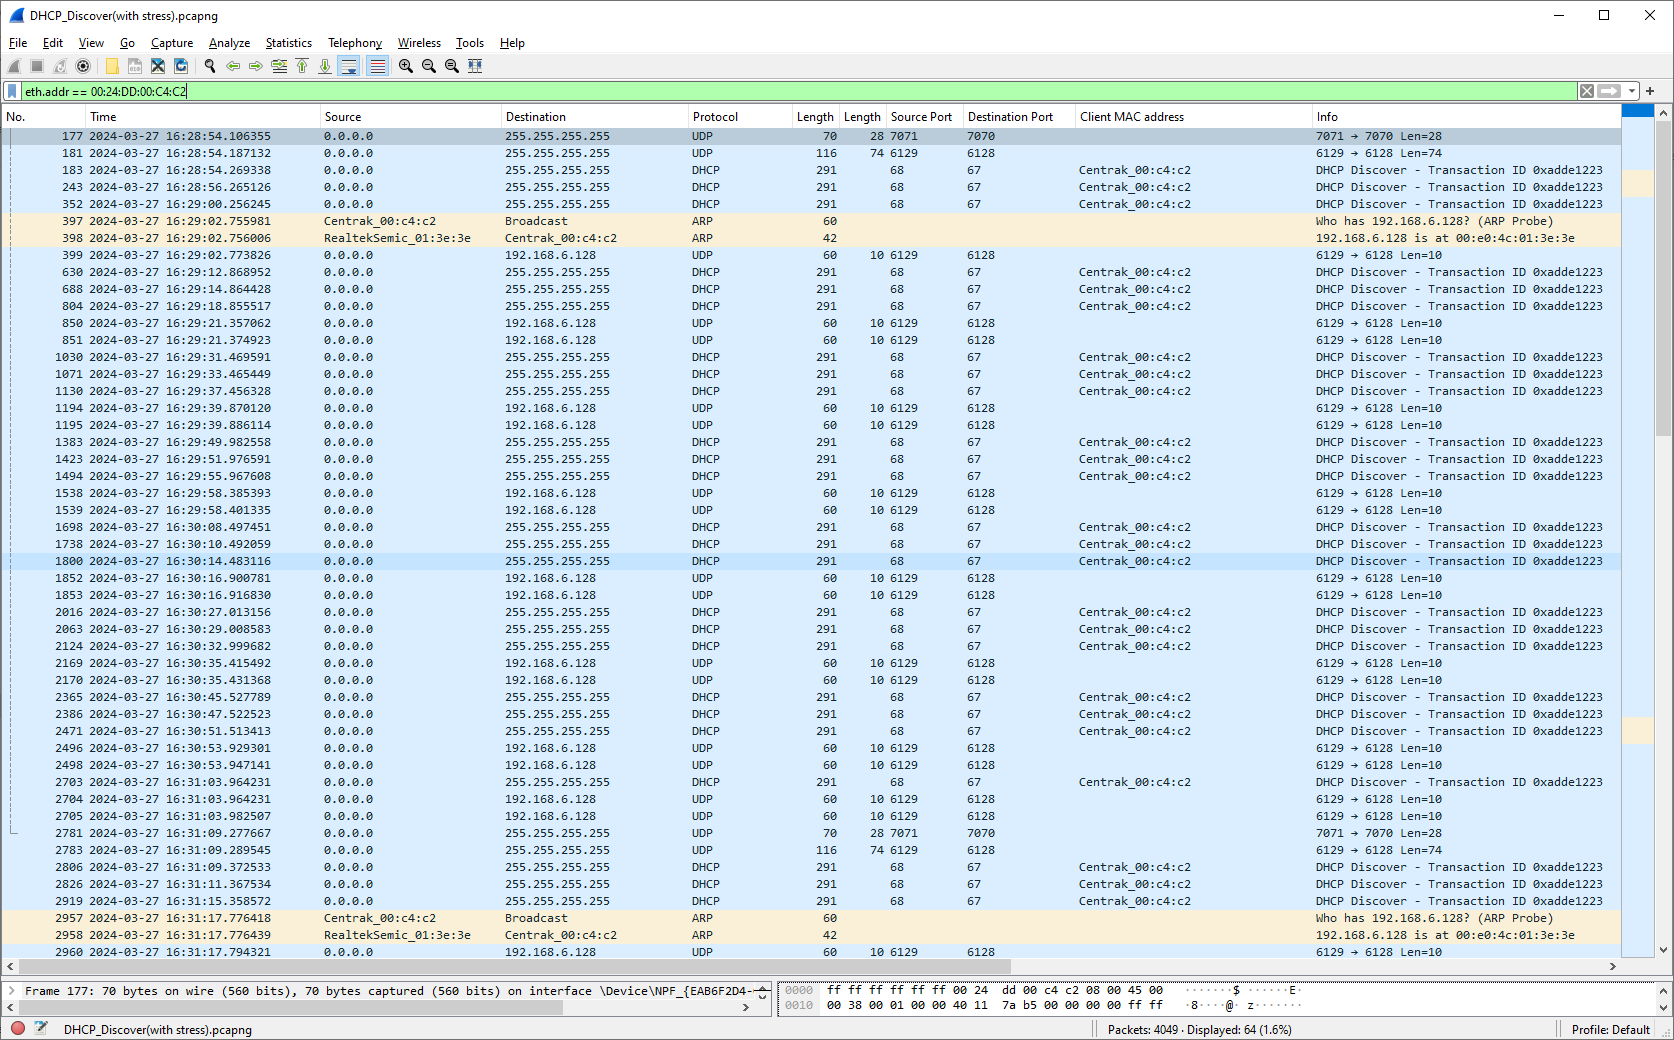 DHCP_Discover(with stress).pcapng
File Edit View Go Capture Analyze Statistics Telephony Wireless Tools Help
eth.addr == 00:24:DD:00:C4:C2
No. Time Source Destination Protocol Length Length Source Port Destination Port Client MAC address Info
177 2024-03-27 16:28:54.106355 0.0.0.0 255.255.255.255 UDP 70 28 7071 7070 7071 → 7070 Len=28
181 2024-03-27 16:28:54.187132 0.0.0.0 255.255.255.255 UDP 116 74 6129 6128 6129 → 6128 Len=74
183 2024-03-27 16:28:54.269338 0.0.0.0 255.255.255.255 DHCP 291 68 67 Centrak_00:c4:c2 DHCP Discover - Transaction ID 0xadde1223
243 2024-03-27 16:28:56.265126 0.0.0.0 255.255.255.255 DHCP 291 68 67 Centrak_00:c4:c2 DHCP Discover - Transaction ID 0xadde1223
352 2024-03-27 16:29:00.256245 0.0.0.0 255.255.255.255 DHCP 291 68 67 Centrak_00:c4:c2 DHCP Discover - Transaction ID 0xadde1223
397 2024-03-27 16:29:02.755981 Centrak_00:c4:c2 Broadcast ARP 60 Who has 192.168.6.128? (ARP Probe)
398 2024-03-27 16:29:02.756006 RealtekSemic_01:3e:3e Centrak_00:c4:c2 ARP 42 192.168.6.128 is at 00:e0:4c:01:3e:3e
399 2024-03-27 16:29:02.773826 0.0.0.0 192.168.6.128 UDP 60 10 6129 6128 6129 → 6128 Len=10
630 2024-03-27 16:29:12.868952 0.0.0.0 255.255.255.255 DHCP 291 68 67 Centrak_00:c4:c2 DHCP Discover - Transaction ID 0xadde1223
688 2024-03-27 16:29:14.864428 0.0.0.0 255.255.255.255 DHCP 291 68 67 Centrak_00:c4:c2 DHCP Discover - Transaction ID 0xadde1223
804 2024-03-27 16:29:18.855517 0.0.0.0 255.255.255.255 DHCP 291 68 67 Centrak_00:c4:c2 DHCP Discover - Transaction ID 0xadde1223
850 2024-03-27 16:29:21.357062 0.0.0.0 192.168.6.128 UDP 60 10 6129 6128 6129 → 6128 Len=10
851 2024-03-27 16:29:21.374923 0.0.0.0 192.168.6.128 UDP 60 10 6129 6128 6129 → 6128 Len=10
1030 2024-03-27 16:29:31.469591 0.0.0.0 255.255.255.255 DHCP 291 68 67 Centrak_00:c4:c2 DHCP Discover - Transaction ID 0xadde1223
1071 2024-03-27 16:29:33.465449 0.0.0.0 255.255.255.255 DHCP 291 68 67 Centrak_00:c4:c2 DHCP Discover - Transaction ID 0xadde1223
1130 2024-03-27 16:29:37.456328 0.0.0.0 255.255.255.255 DHCP 291 68 67 Centrak_00:c4:c2 DHCP Discover - Transaction ID 0xadde1223
1194 2024-03-27 16:29:39.870120 0.0.0.0 192.168.6.128 UDP 60 10 6129 6128 6129 → 6128 Len=10
1195 2024-03-27 16:29:39.886114 0.0.0.0 192.168.6.128 UDP 60 10 6129 6128 6129 → 6128 Len=10
1383 2024-03-27 16:29:49.982558 0.0.0.0 255.255.255.255 DHCP 291 68 67 Centrak_00:c4:c2 DHCP Discover - Transaction ID 0xadde1223
1423 2024-03-27 16:29:51.976591 0.0.0.0 255.255.255.255 DHCP 291 68 67 Centrak_00:c4:c2 DHCP Discover - Transaction ID 0xadde1223
1494 2024-03-27 16:29:55.967608 0.0.0.0 255.255.255.255 DHCP 291 68 67 Centrak_00:c4:c2 DHCP Discover - Transaction ID 0xadde1223
1538 2024-03-27 16:29:58.385393 0.0.0.0 192.168.6.128 UDP 60 10 6129 6128 6129 → 6128 Len=10
1539 2024-03-27 16:29:58.401335 0.0.0.0 192.168.6.128 UDP 60 10 6129 6128 6129 → 6128 Len=10
1698 2024-03-27 16:30:08.497451 0.0.0.0 255.255.255.255 DHCP 291 68 67 Centrak_00:c4:c2 DHCP Discover - Transaction ID 0xadde1223
1738 2024-03-27 16:30:10.492059 0.0.0.0 255.255.255.255 DHCP 291 68 67 Centrak_00:c4:c2 DHCP Discover - Transaction ID 0xadde1223
1800 2024-03-27 16:30:14.483116 0.0.0.0 255.255.255.255 DHCP 291 68 67 Centrak_00:c4:c2 DHCP Discover - Transaction ID 0xadde1223
1852 2024-03-27 16:30:16.900781 0.0.0.0 192.168.6.128 UDP 60 10 6129 6128 6129 → 6128 Len=10
1853 2024-03-27 16:30:16.916830 0.0.0.0 192.168.6.128 UDP 60 10 6129 6128 6129 → 6128 Len=10
2016 2024-03-27 16:30:27.013156 0.0.0.0 255.255.255.255 DHCP 291 68 67 Centrak_00:c4:c2 DHCP Discover - Transaction ID 0xadde1223
2063 2024-03-27 16:30:29.008583 0.0.0.0 255.255.255.255 DHCP 291 68 67 Centrak_00:c4:c2 DHCP Discover - Transaction ID 0xadde1223
2124 2024-03-27 16:30:32.999682 0.0.0.0 255.255.255.255 DHCP 291 68 67 Centrak_00:c4:c2 DHCP Discover - Transaction ID 0xadde1223
2169 2024-03-27 16:30:35.415492 0.0.0.0 192.168.6.128 UDP 60 10 6129 6128 6129 → 6128 Len=10
2170 2024-03-27 16:30:35.431368 0.0.0.0 192.168.6.128 UDP 60 10 6129 6128 6129 → 6128 Len=10
2365 2024-03-27 16:30:45.527789 0.0.0.0 255.255.255.255 DHCP 291 68 67 Centrak_00:c4:c2 DHCP Discover - Transaction ID 0xadde1223
2386 2024-03-27 16:30:47.522523 0.0.0.0 255.255.255.255 DHCP 291 68 67 Centrak_00:c4:c2 DHCP Discover - Transaction ID 0xadde1223
2471 2024-03-27 16:30:51.513413 0.0.0.0 255.255.255.255 DHCP 291 68 67 Centrak_00:c4:c2 DHCP Discover - Transaction ID 0xadde1223
2496 2024-03-27 16:30:53.929301 0.0.0.0 192.168.6.128 UDP 60 10 6129 6128 6129 → 6128 Len=10
2498 2024-03-27 16:30:53.947141 0.0.0.0 192.168.6.128 UDP 60 10 6129 6128 6129 → 6128 Len=10
2703 2024-03-27 16:31:03.964231 0.0.0.0 255.255.255.255 DHCP 291 68 67 Centrak_00:c4:c2 DHCP Discover - Transaction ID 0xadde1223
2704 2024-03-27 16:31:03.964231 0.0.0.0 192.168.6.128 UDP 60 10 6129 6128 6129 → 6128 Len=10
2705 2024-03-27 16:31:03.982507 0.0.0.0 192.168.6.128 UDP 60 10 6129 6128 6129 → 6128 Len=10
2781 2024-03-27 16:31:09.277667 0.0.0.0 255.255.255.255 UDP 70 28 7071 7070 7071 → 7070 Len=28
2783 2024-03-27 16:31:09.289545 0.0.0.0 255.255.255.255 UDP 116 74 6129 6128 6129 → 6128 Len=74
2806 2024-03-27 16:31:09.372533 0.0.0.0 255.255.255.255 DHCP 291 68 67 Centrak_00:c4:c2 DHCP Discover - Transaction ID 0xadde1223
2826 2024-03-27 16:31:11.367534 0.0.0.0 255.255.255.255 DHCP 291 68 67 Centrak_00:c4:c2 DHCP Discover - Transaction ID 0xadde1223
2919 2024-03-27 16:31:15.358572 0.0.0.0 255.255.255.255 DHCP 291 68 67 Centrak_00:c4:c2 DHCP Discover - Transaction ID 0xadde1223
2957 2024-03-27 16:31:17.776418 Centrak_00:c4:c2 Broadcast ARP 60 Who has 192.168.6.128? (ARP Probe)
2958 2024-03-27 16:31:17.776439 RealtekSemic_01:3e:3e Centrak_00:c4:c2 ARP 42 192.168.6.128 is at 00:e0:4c:01:3e:3e
2960 2024-03-27 16:31:17.794321 0.0.0.0 192.168.6.128 UDP 60 10 6129 6128 6129 → 6128 Len=10
Frame 177: 70 bytes on wire (560 bits), 70 bytes captured (560 bits) on interface \Device\NPF_{EAB6F2D4-
0000 ff ff ff ff ff ff 00 24 dd 00 c4 c2 08 00 45 00 ·······$ ······E·
0010 00 38 00 01 00 00 40 11 7a b5 00 00 00 00 ff ff ·8····@· z·······
DHCP_Discover(with stress).pcapng
Packets: 4049 · Displayed: 64 (1.6%)
Profile: Default